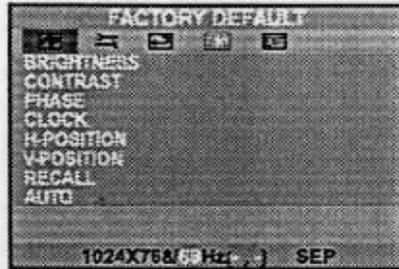 FACTORY DEFAULT
BRIGHTNESS
CONTRAST
PHASE
CLOCK
H-POSITION
V-POSITION
RECALL
AUTO
SEP